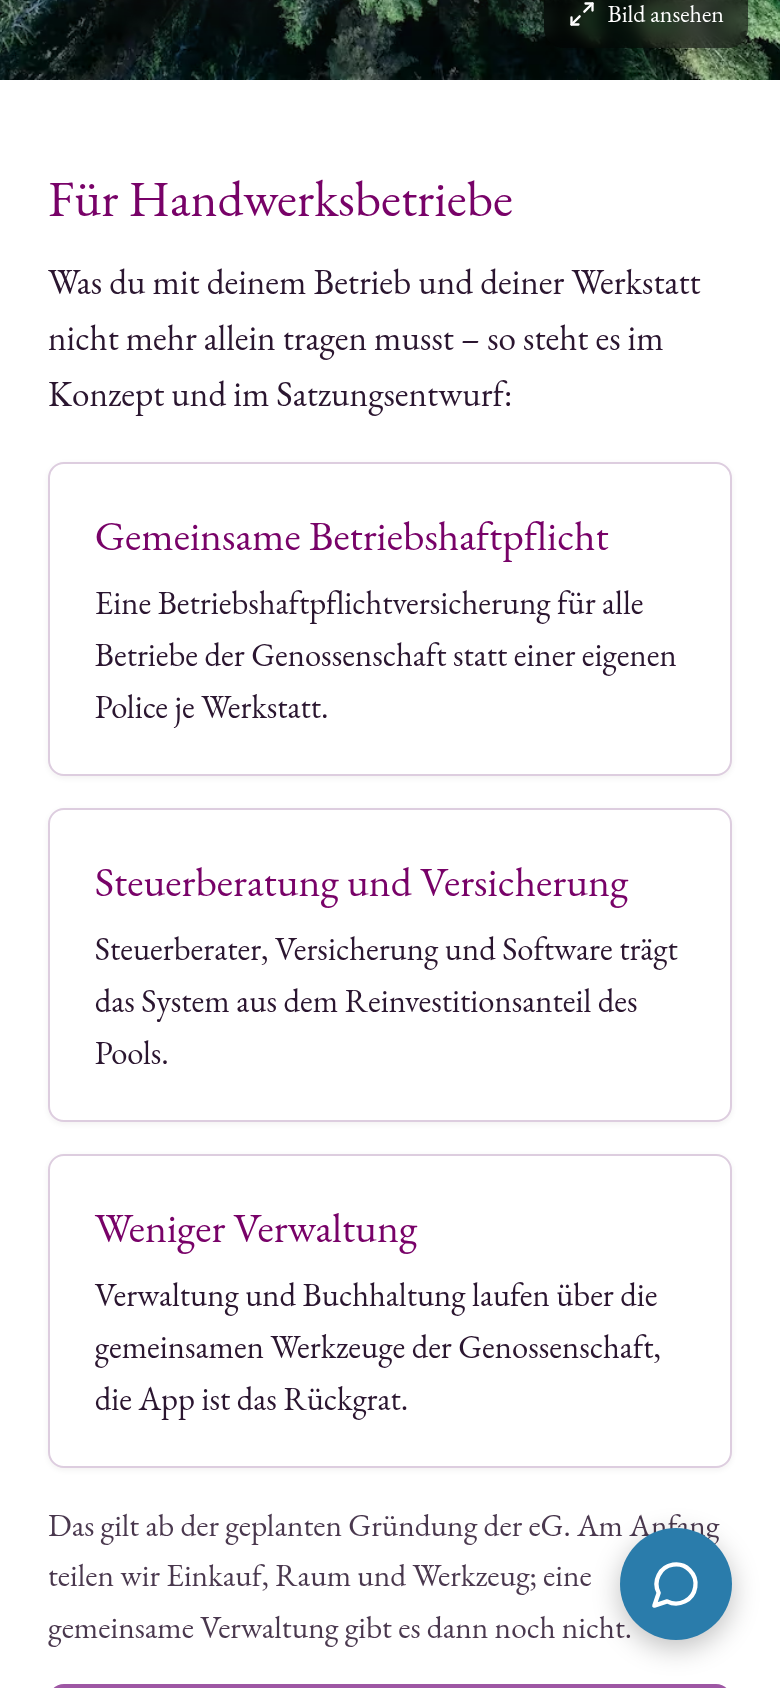 Bild ansehen
Für Handwerksbetriebe
Was du mit deinem Betrieb und deiner Werkstatt
nicht mehr allein tragen musst – so steht es im
Konzept und im Satzungsentwurf:
Gemeinsame Betriebshaftpflicht
Eine Betriebshaftpflichtversicherung für alle
Betriebe der Genossenschaft statt einer eigenen
Police je Werkstatt.
Steuerberatung und Versicherung
Steuerberater, Versicherung und Software trägt
das System aus dem Reinvestitionsanteil des
Pools.
Weniger Verwaltung
Verwaltung und Buchhaltung laufen über die
gemeinsamen Werkzeuge der Genossenschaft,
die App ist das Rückgrat.
Das gilt ab der geplanten Gründung der eG. Am Anfang
teilen wir Einkauf, Raum und Werkzeug; eine
gemeinsame Verwaltung gibt es dann noch nicht.